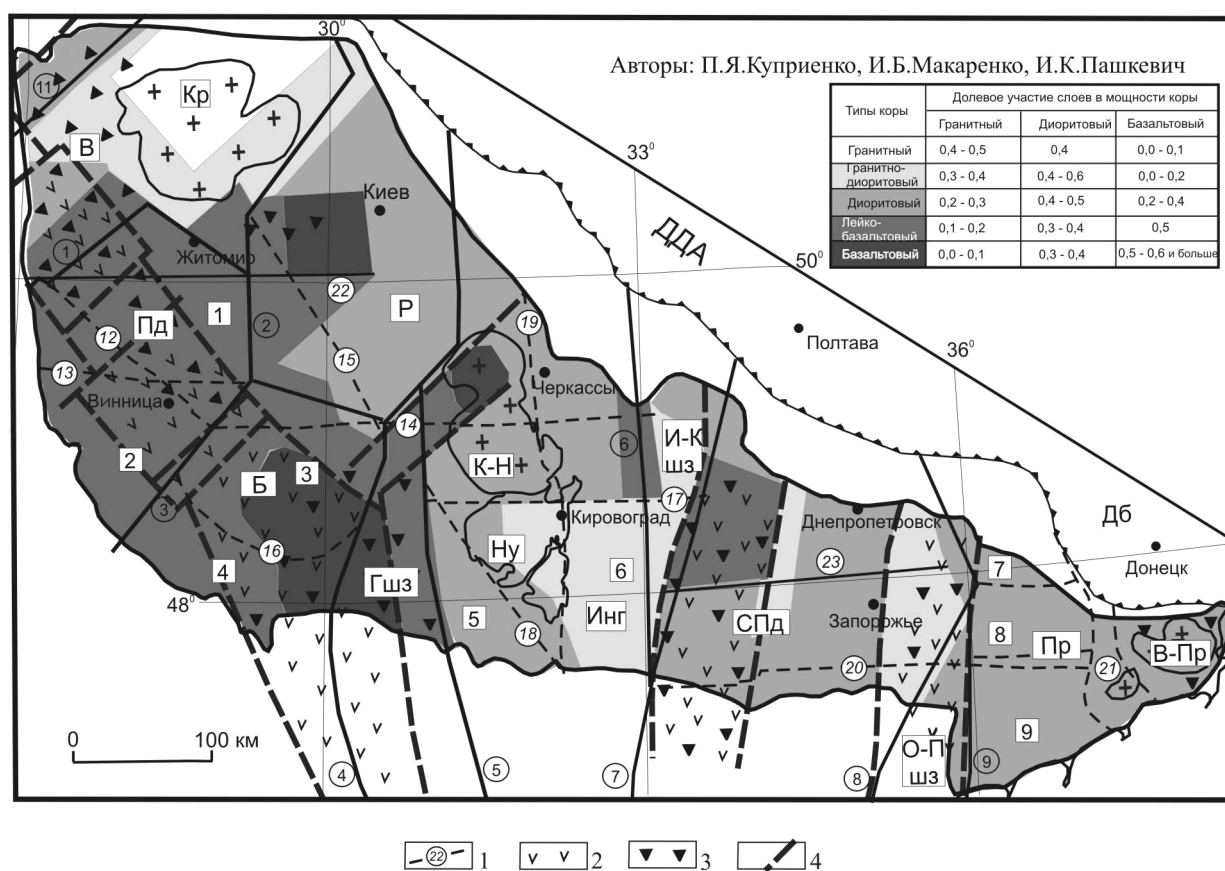 30⁰
Авторы: П.Я.Куприенко, И.Б.Макаренко, И.К.Пашкевич
Типы коры
Долевое участие слоев в мощности коры
Гранитный
Диоритовый
Базальтовый
Гранитный 0,4 - 0,5 0,4 0,0 - 0,1
Гранитно-
диоритовый 0,3 - 0,4 0,4 - 0,6 0,0 - 0,2
Диоритовый 0,2 - 0,3 0,4 - 0,5 0,2 - 0,4
Лейко-
базальтовый 0,1 - 0,2 0,3 - 0,4 0,5
Базальтовый 0,0 - 0,1 0,3 - 0,4 0,5 - 0,6 и больше
11
Кр
В
33⁰
Киев
ДДА
1
Житомир
50⁰
22
Р
Пд
1
2
12
19
Полтава
13
15
36⁰
Винница
Черкассы
14
6
И-К
шз
2
3
К-Н
Б
17
3
Кировоград
Днепропетровск
Дб
16
Ну
23
Донецк
4
Гшз
6
7
48⁰
5
Инг
СПд
Запорожье
8
Пр
В-Пр
18
20
21
9
0 100 км
О-П
шз
4
5
7
8
9
22 1 2 3 4